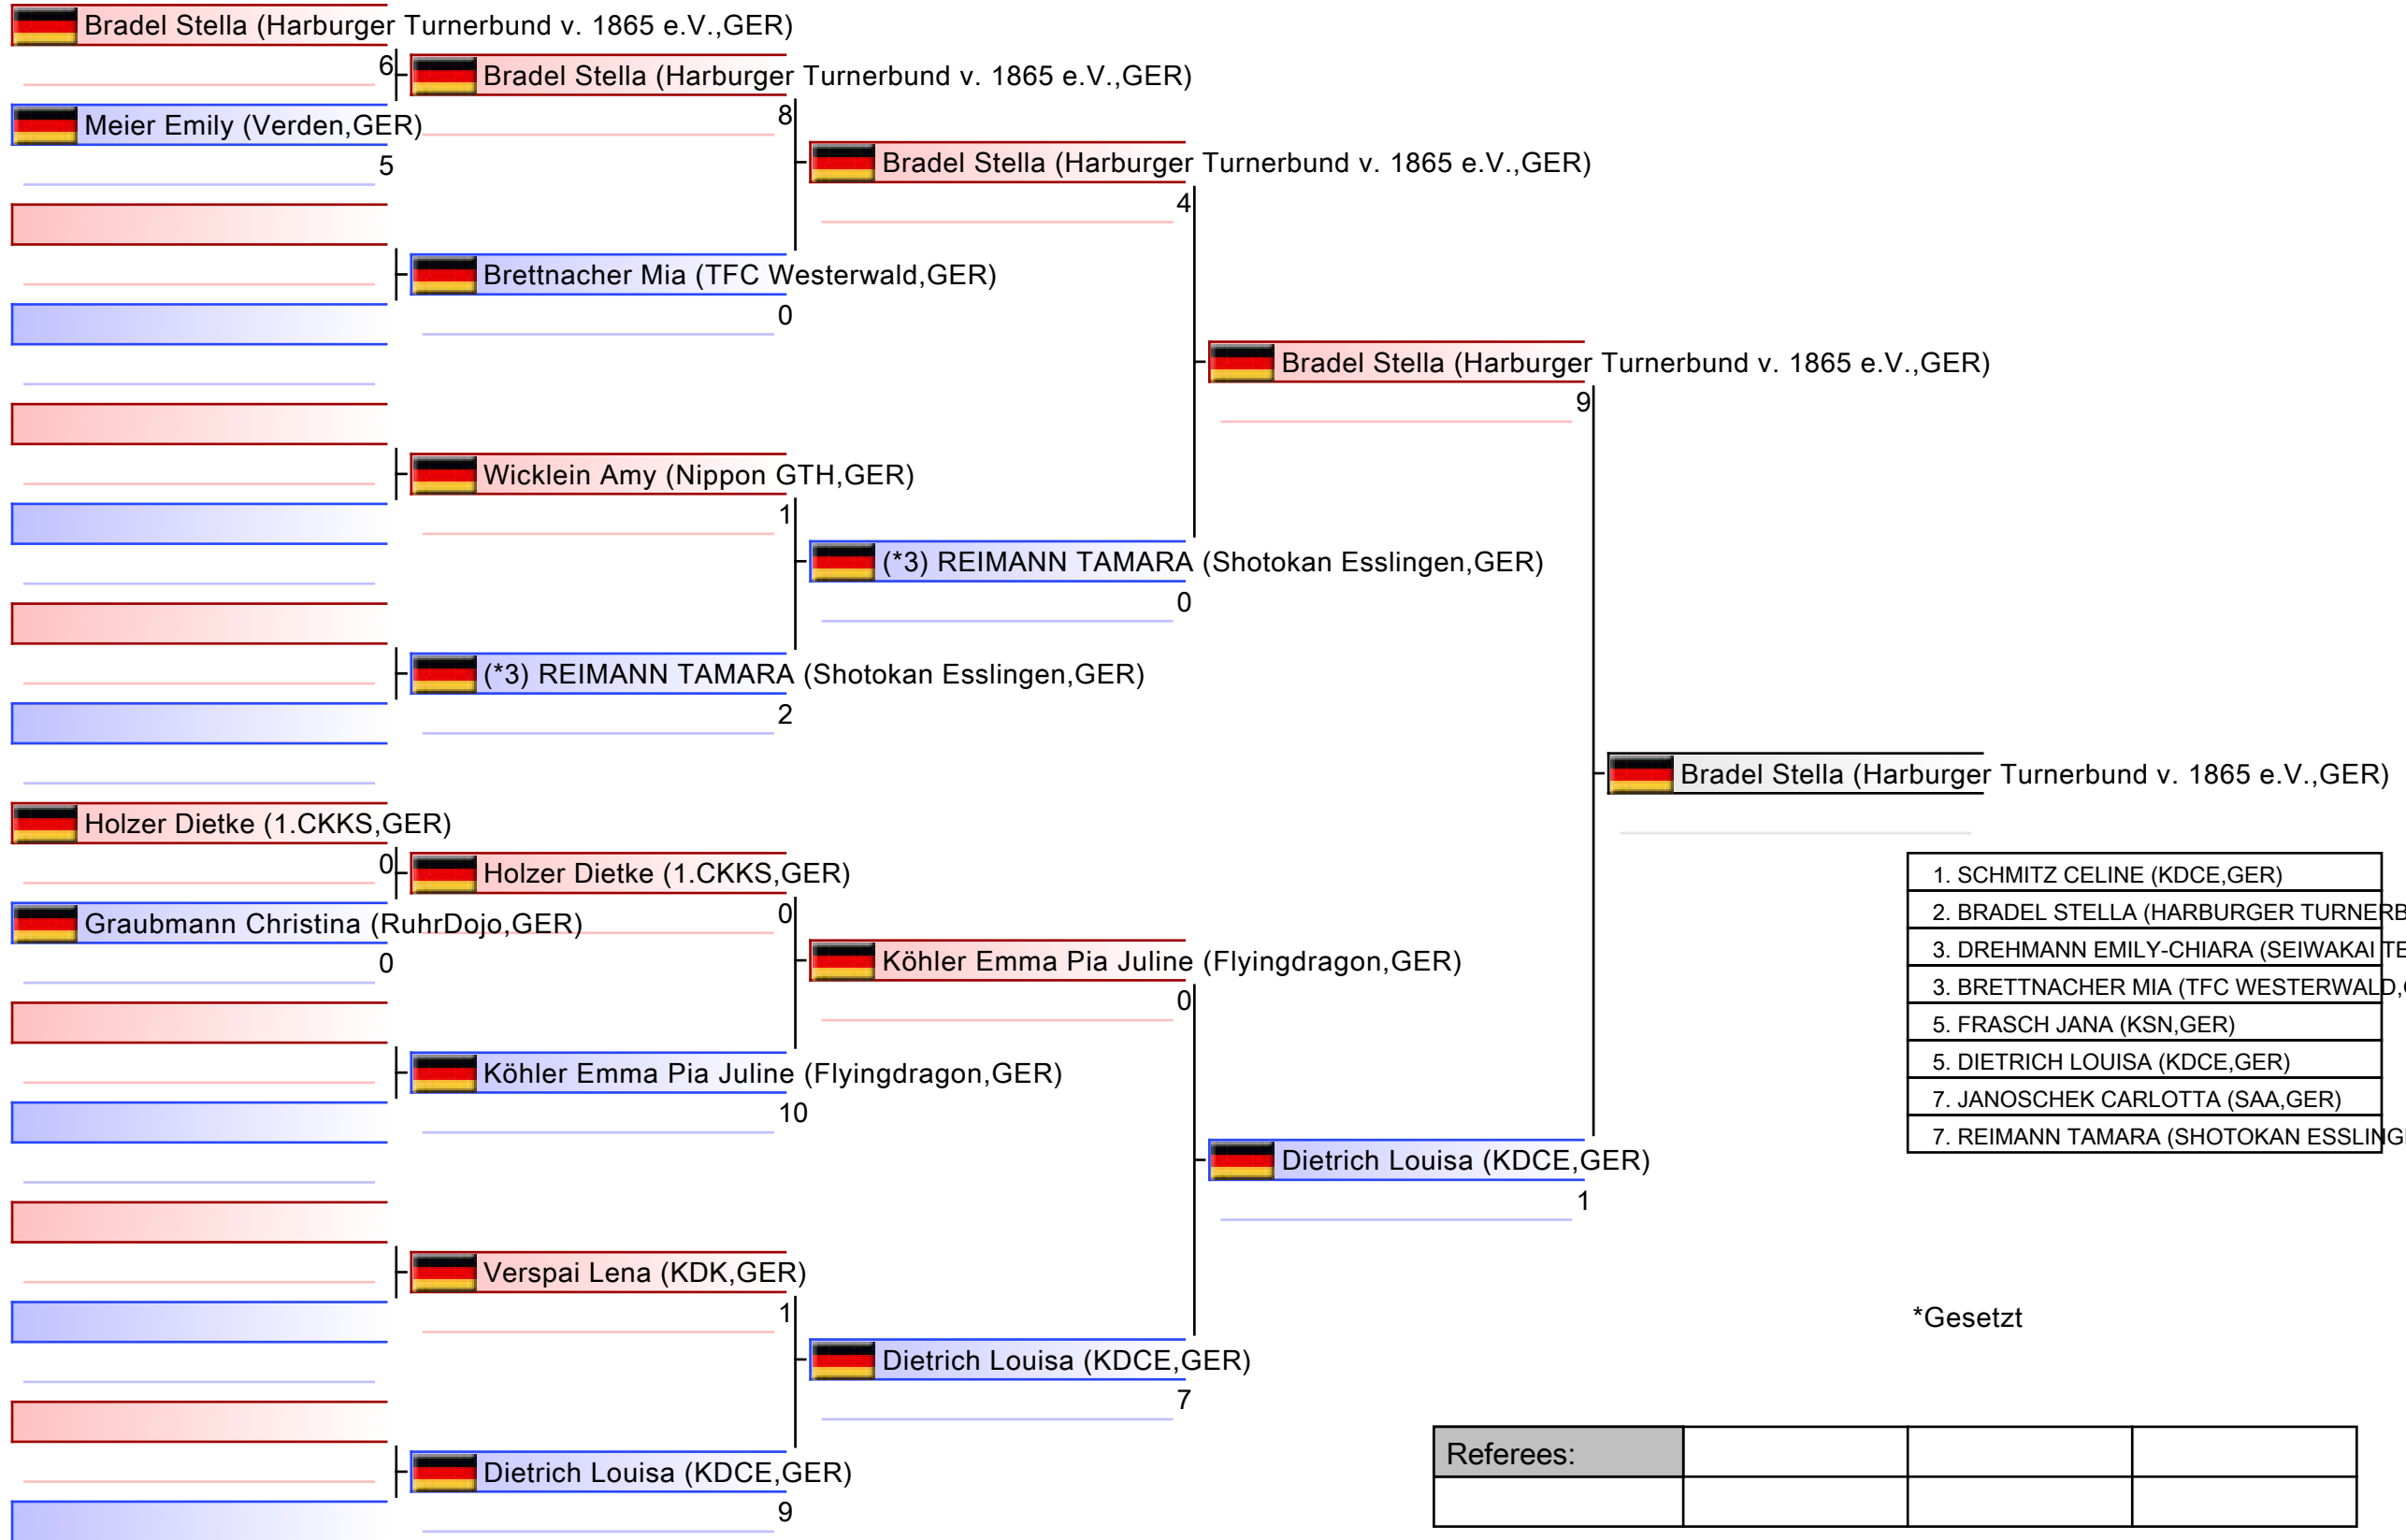 Bradel Stella (Harburger Turnerbund v. 1865 e.V.,GER)
6
Bradel Stella (Harburger Turnerbund v. 1865 e.V.,GER)
8
Meier Emily (Verden,GER)
5
Bradel Stella (Harburger Turnerbund v. 1865 e.V.,GER)
4
Brettnacher Mia (TFC Westerwald,GER)
0
Bradel Stella (Harburger Turnerbund v. 1865 e.V.,GER)
9
Wicklein Amy (Nippon GTH,GER)
1
(*3) REIMANN TAMARA (Shotokan Esslingen,GER)
0
(*3) REIMANN TAMARA (Shotokan Esslingen,GER)
2
Bradel Stella (Harburger Turnerbund v. 1865 e.V.,GER)
Holzer Dietke (1.CKKS,GER)
0
Holzer Dietke (1.CKKS,GER)
0
Graubmann Christina (RuhrDojo,GER)
0
Köhler Emma Pia Juline (Flyingdragon,GER)
0
Köhler Emma Pia Juline (Flyingdragon,GER)
10
1. SCHMITZ CELINE (KDCE,GER)
2. BRADEL STELLA (HARBURGER TURNERB
3. DREHMANN EMILY-CHIARA (SEIWAKAI TE
3. BRETTNACHER MIA (TFC WESTERWALD,
5. FRASCH JANA (KSN,GER)
5. DIETRICH LOUISA (KDCE,GER)
7. JANOSCHEK CARLOTTA (SAA,GER)
7. REIMANN TAMARA (SHOTOKAN ESSLING
Dietrich Louisa (KDCE,GER)
1
Verspai Lena (KDK,GER)
1
*Gesetzt
Dietrich Louisa (KDCE,GER)
7
Dietrich Louisa (KDCE,GER)
9
Referees: